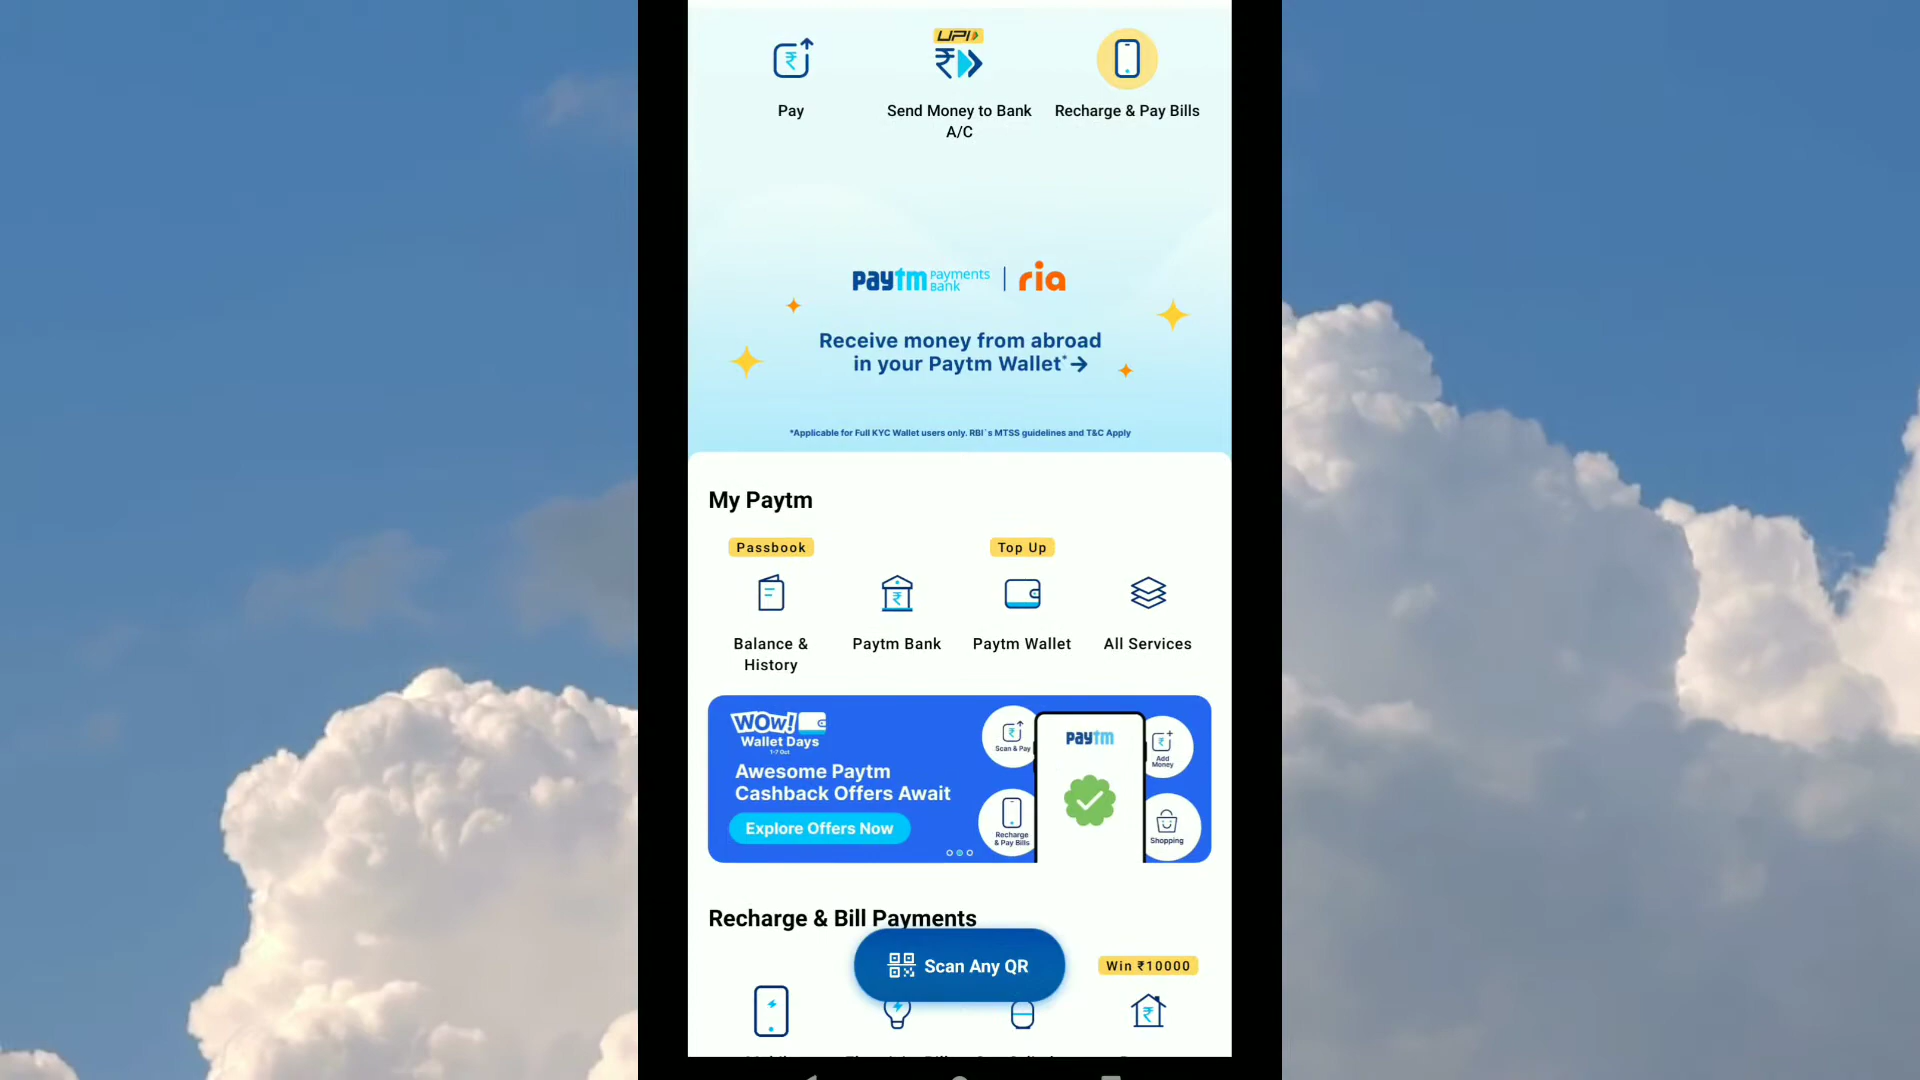 UPI
Pay
Send Money to Bank
A/C
Recharge & Pay Bills
paytm Payments Bank | ria
Receive money from abroad
in your Paytm Wallet*→
*Applicable for Full KYC Wallet users only. RBI`s MTSS guidelines and T&C Apply
My Paytm
Passbook
Top Up
Balance &
History
Paytm Bank
Paytm Wallet
All Services
WOW!
Wallet Days
1-7 Oct
Awesome Paytm
Cashback Offers Await
Explore Offers Now
Scan & Pay
paytm
Add
Money
Recharge
& Pay Bills
Shopping
Recharge & Bill Payments
Scan Any QR
Win ₹10000